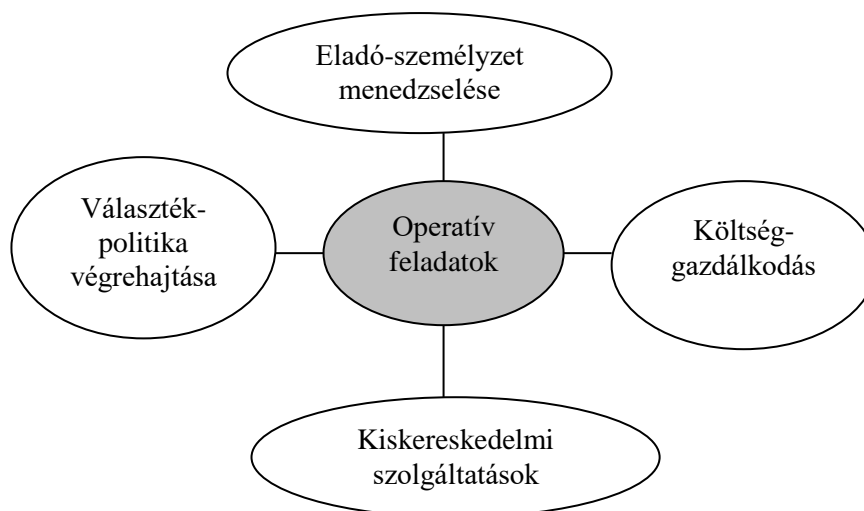 Eladó-személyzet
menedzselése
Választék-
politika
végrehajtása
Operatív
feladatok
Költség-
gazdálkodás
Kiskereskedelmi
szolgáltatások